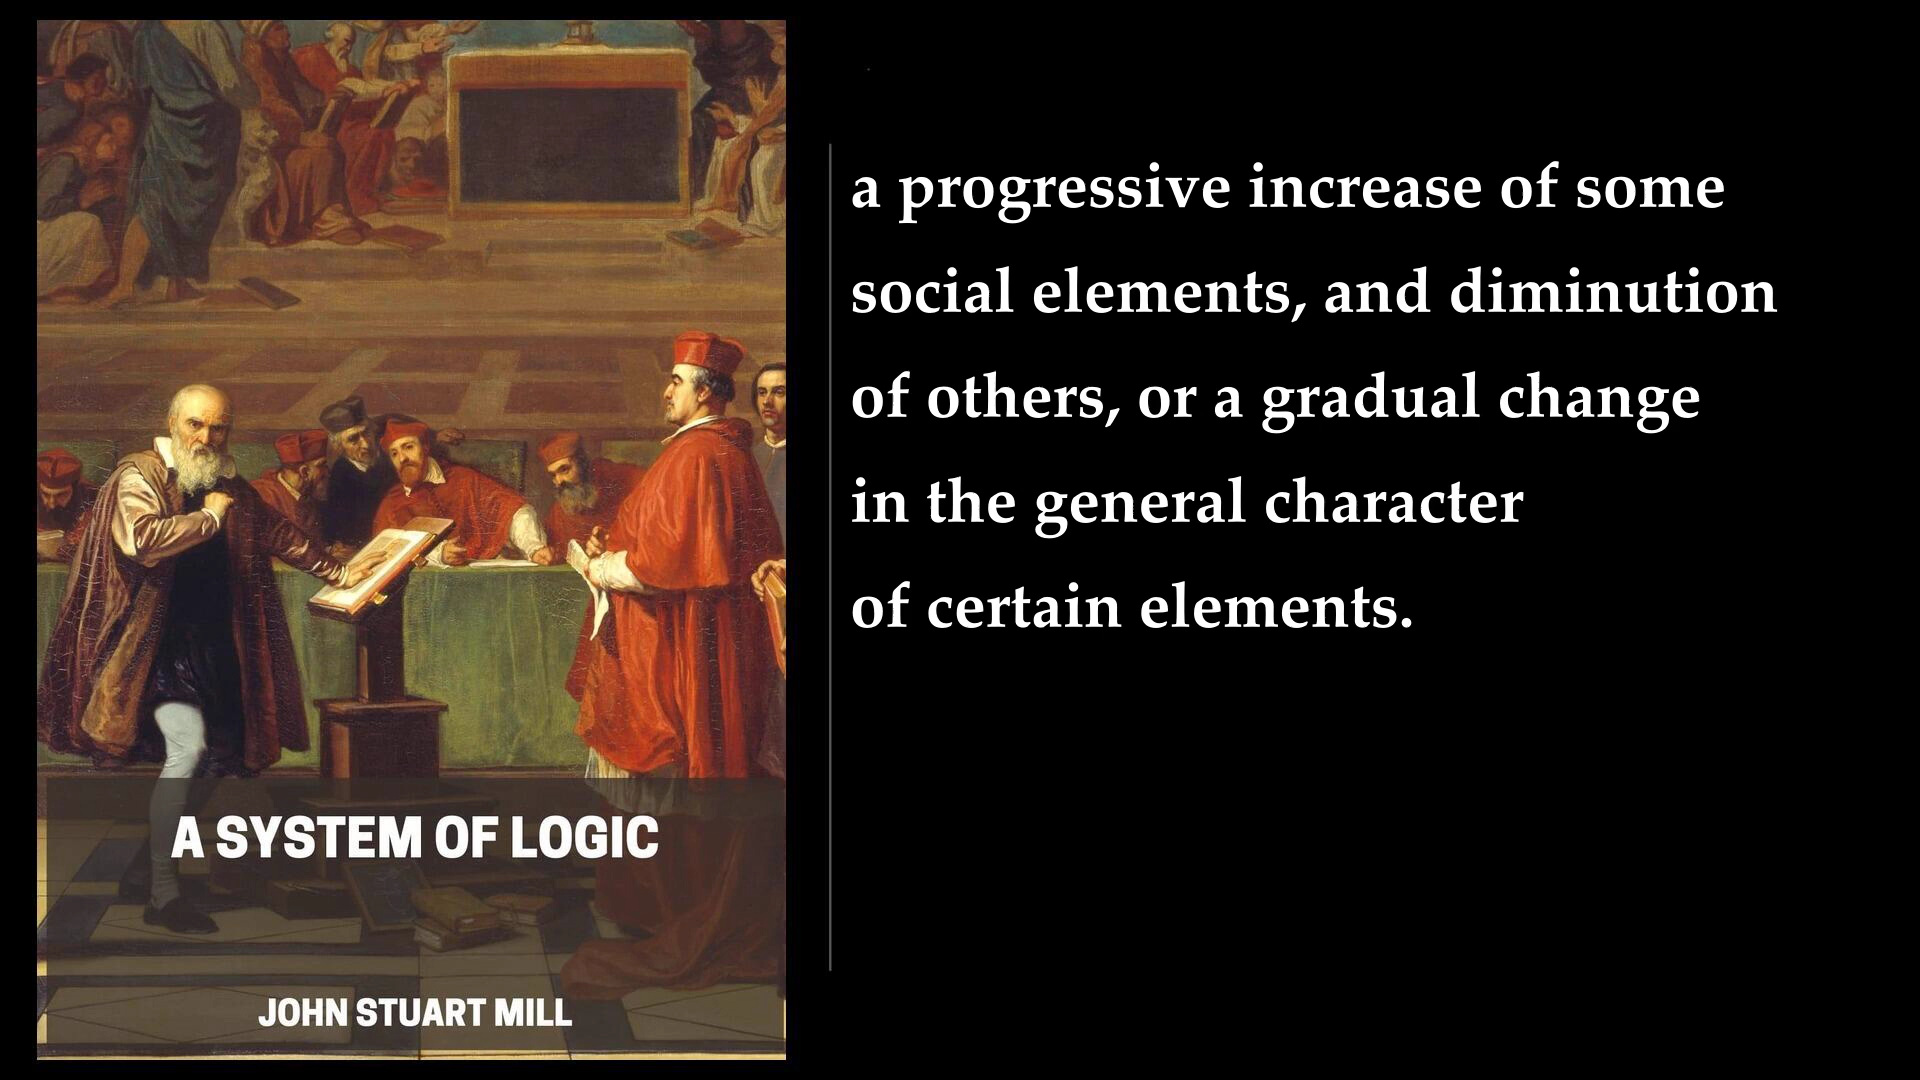 a progressive increase of some
social elements, and diminution
of others, or a gradual change
in the general character
of certain elements.
A SYSTEM OF LOGIC
JOHN STUART MILL